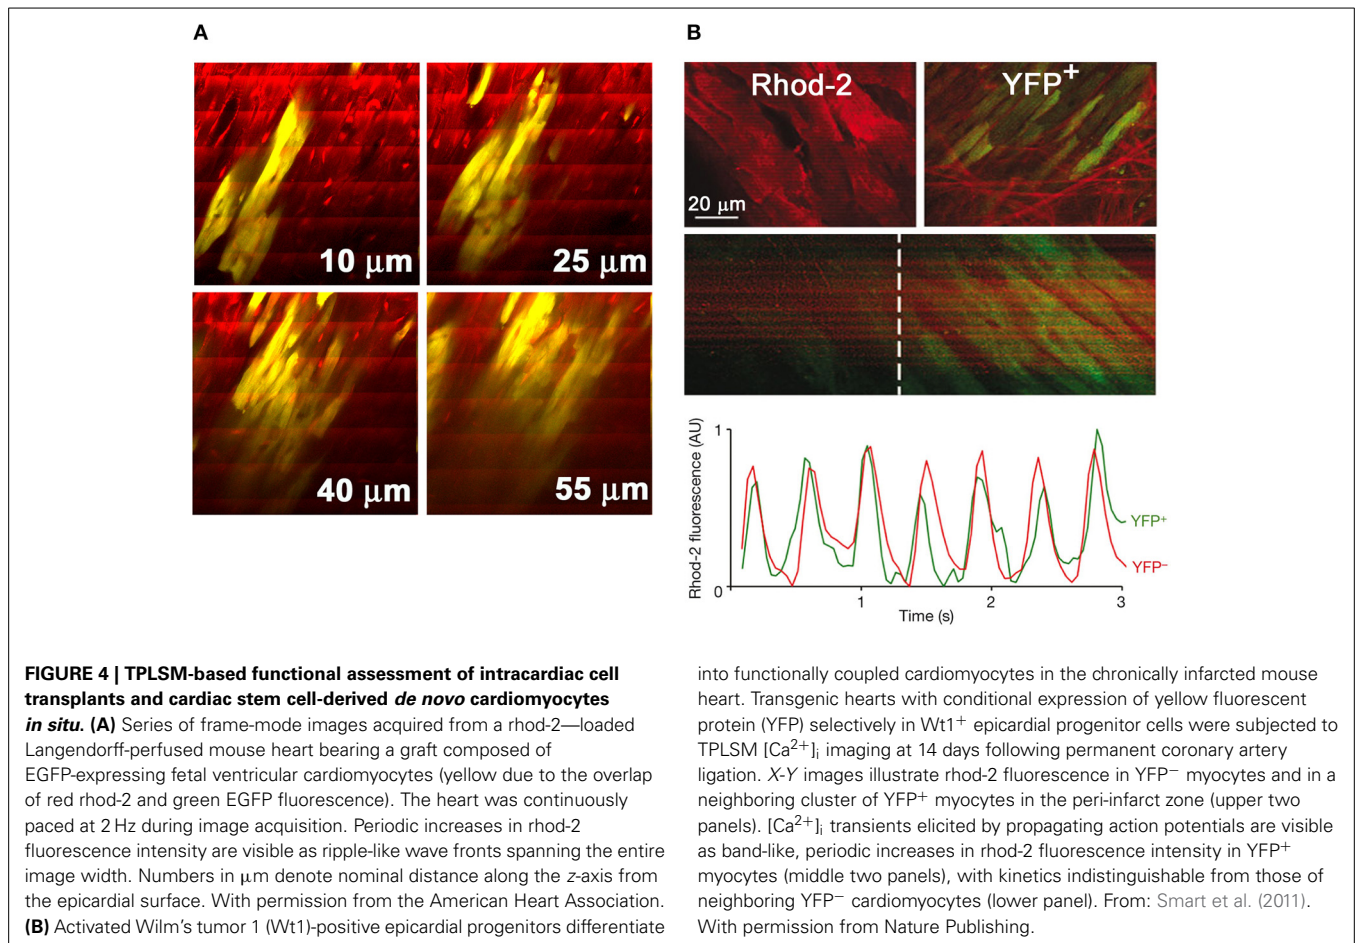 A
10 μm
25 μm
40 μm
55 μm
B
Rhod-2
YFP+
20 μm
Rhod-2 fluorescence (AU)
1
0
1
2
3
Time (s)
YFP+
YFP−
FIGURE 4 | TPLSM-based functional assessment of intracardiac cell
transplants and cardiac stem cell-derived de novo cardiomyocytes
in situ. (A) Series of frame-mode images acquired from a rhod-2—loaded
Langendorff-perfused mouse heart bearing a graft composed of
EGFP-expressing fetal ventricular cardiomyocytes (yellow due to the overlap
of red rhod-2 and green EGFP fluorescence). The heart was continuously
paced at 2 Hz during image acquisition. Periodic increases in rhod-2
fluorescence intensity are visible as ripple-like wave fronts spanning the entire
image width. Numbers in μm denote nominal distance along the z-axis from
the epicardial surface. With permission from the American Heart Association.
(B) Activated Wilm's tumor 1 (Wt1)-positive epicardial progenitors differentiate
into functionally coupled cardiomyocytes in the chronically infarcted mouse
heart. Transgenic hearts with conditional expression of yellow fluorescent
protein (YFP) selectively in Wt1+ epicardial progenitor cells were subjected to
TPLSM [Ca2+]i imaging at 14 days following permanent coronary artery
ligation. X-Y images illustrate rhod-2 fluorescence in YFP− myocytes and in a
neighboring cluster of YFP+ myocytes in the peri-infarct zone (upper two
panels). [Ca2+]i transients elicited by propagating action potentials are visible
as band-like, periodic increases in rhod-2 fluorescence intensity in YFP+
myocytes (middle two panels), with kinetics indistinguishable from those of
neighboring YFP− cardiomyocytes (lower panel). From: Smart et al. (2011).
With permission from Nature Publishing.